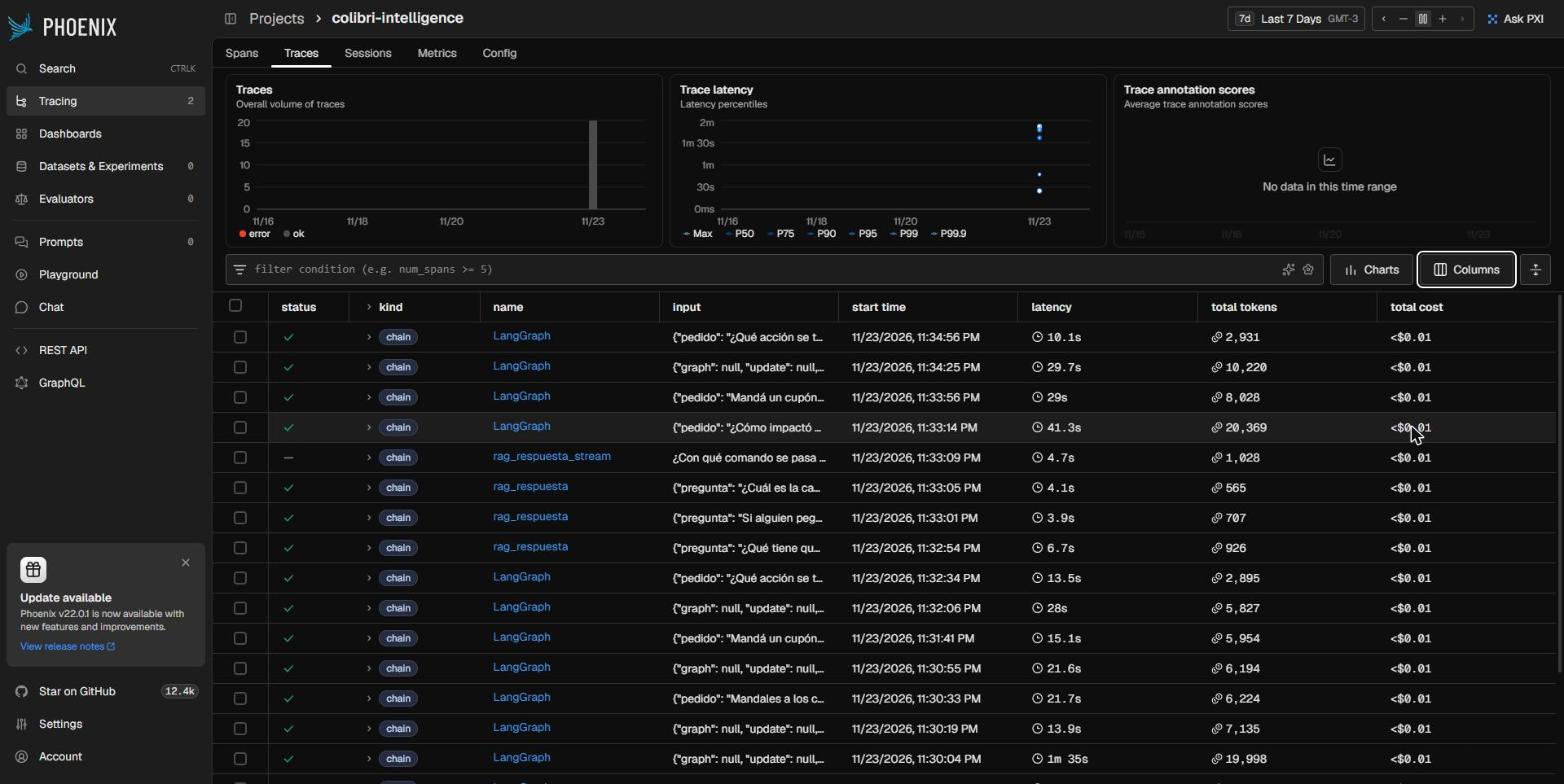 PHOENIX
Search CTRLK
Tracing 2
Dashboards
Datasets & Experiments 0
Evaluators 0
Prompts 0
Playground
Chat
REST API
GraphQL
Update available
Phoenix v22.0.1 is now available with
new features and improvements.
View release notes
Star on GitHub 12.4k
Settings
Account
Projects › colibri-intelligence
7d Last 7 Days GMT-3
Ask PXI
Spans Traces Sessions Metrics Config
Traces
Overall volume of traces
20
15
10
5
0
11/16 11/18 11/20 11/23
error ok
Trace latency
Latency percentiles
2m
1m 30s
1m
30s
0ms
11/16 11/18 11/20 11/23
Max P50 P75 P90 P95 P99 P99.9
Trace annotation scores
Average trace annotation scores
No data in this time range
11/16 11/18 11/20 11/23
filter condition (e.g. num_spans >= 5)
Charts
Columns
status kind name input start time latency total tokens total cost
chain LangGraph {"pedido": "¿Qué acción se t... 11/23/2026, 11:34:56 PM 10.1s 2,931 <$0.01
chain LangGraph {"graph": null, "update": null,... 11/23/2026, 11:34:25 PM 29.7s 10,220 <$0.01
chain LangGraph {"pedido": "Mandá un cupón... 11/23/2026, 11:33:56 PM 29s 8,028 <$0.01
chain LangGraph {"pedido": "¿Cómo impactó ... 11/23/2026, 11:33:14 PM 41.3s 20,369 <$0.01
— chain rag_respuesta_stream ¿Con qué comando se pasa ... 11/23/2026, 11:33:09 PM 4.7s 1,028 <$0.01
chain rag_respuesta {"pregunta": "¿Cuál es la ca... 11/23/2026, 11:33:05 PM 4.1s 565 <$0.01
chain rag_respuesta {"pregunta": "Si alguien peg... 11/23/2026, 11:33:01 PM 3.9s 707 <$0.01
chain rag_respuesta {"pregunta": "¿Qué tiene qu... 11/23/2026, 11:32:54 PM 6.7s 926 <$0.01
chain LangGraph {"pedido": "¿Qué acción se t... 11/23/2026, 11:32:34 PM 13.5s 2,895 <$0.01
chain LangGraph {"graph": null, "update": null,... 11/23/2026, 11:32:06 PM 28s 5,827 <$0.01
chain LangGraph {"pedido": "Mandá un cupón... 11/23/2026, 11:31:41 PM 15.1s 5,954 <$0.01
chain LangGraph {"graph": null, "update": null,... 11/23/2026, 11:30:55 PM 21.6s 6,194 <$0.01
chain LangGraph {"pedido": "Mandales a los c... 11/23/2026, 11:30:33 PM 21.7s 6,224 <$0.01
chain LangGraph {"graph": null, "update": null,... 11/23/2026, 11:30:19 PM 13.9s 7,135 <$0.01
chain LangGraph {"graph": null, "update": null,... 11/23/2026, 11:30:04 PM 1m 35s 19,998 <$0.01